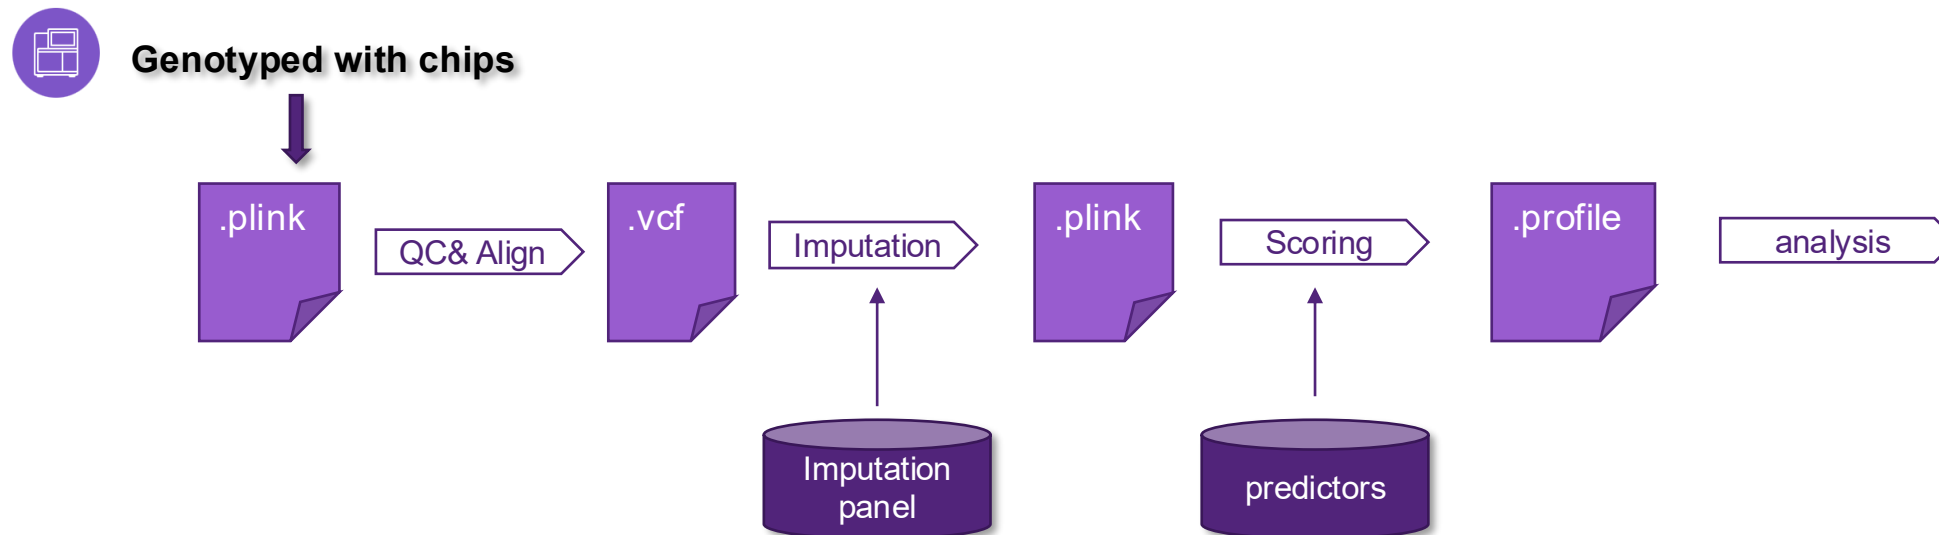 Genotyped with chips
.plink
QC& Align
.vcf
Imputation
.plink
Scoring
.profile
analysis
Imputation
panel
predictors